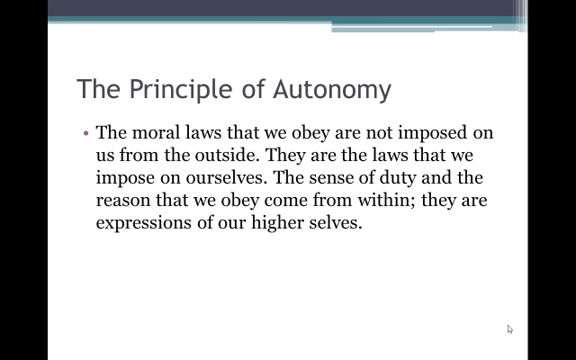 The Principle of Autonomy
• The moral laws that we obey are not imposed on
us from the outside. They are the laws that we
impose on ourselves. The sense of duty and the
reason that we obey come from within; they are
expressions of our higher selves.